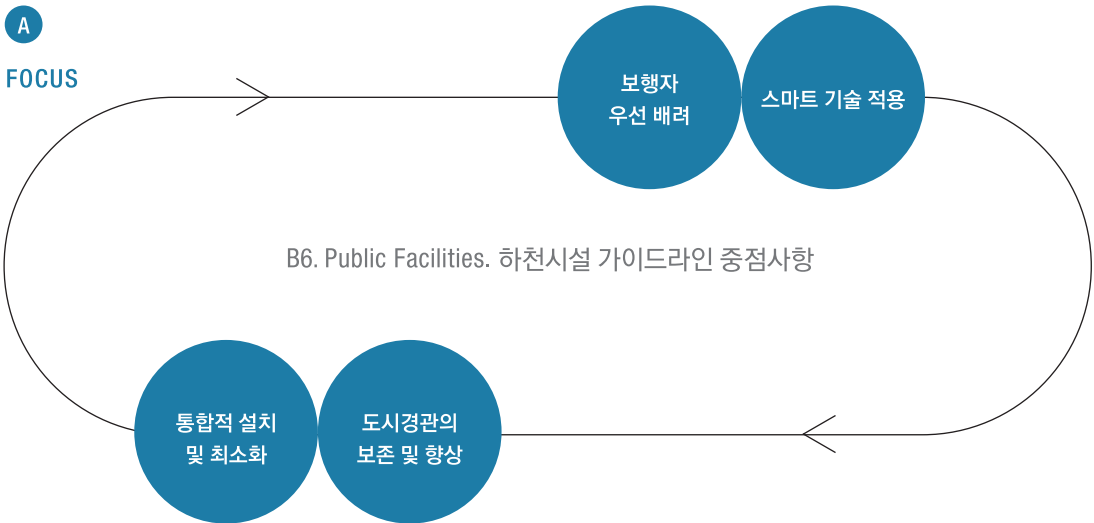 A
FOCUS
보행자
우선 배려
스마트 기술 적용
B6. Public Facilities. 하천시설 가이드라인 중점사항
통합적 설치
및 최소화
도시경관의
보존 및 향상